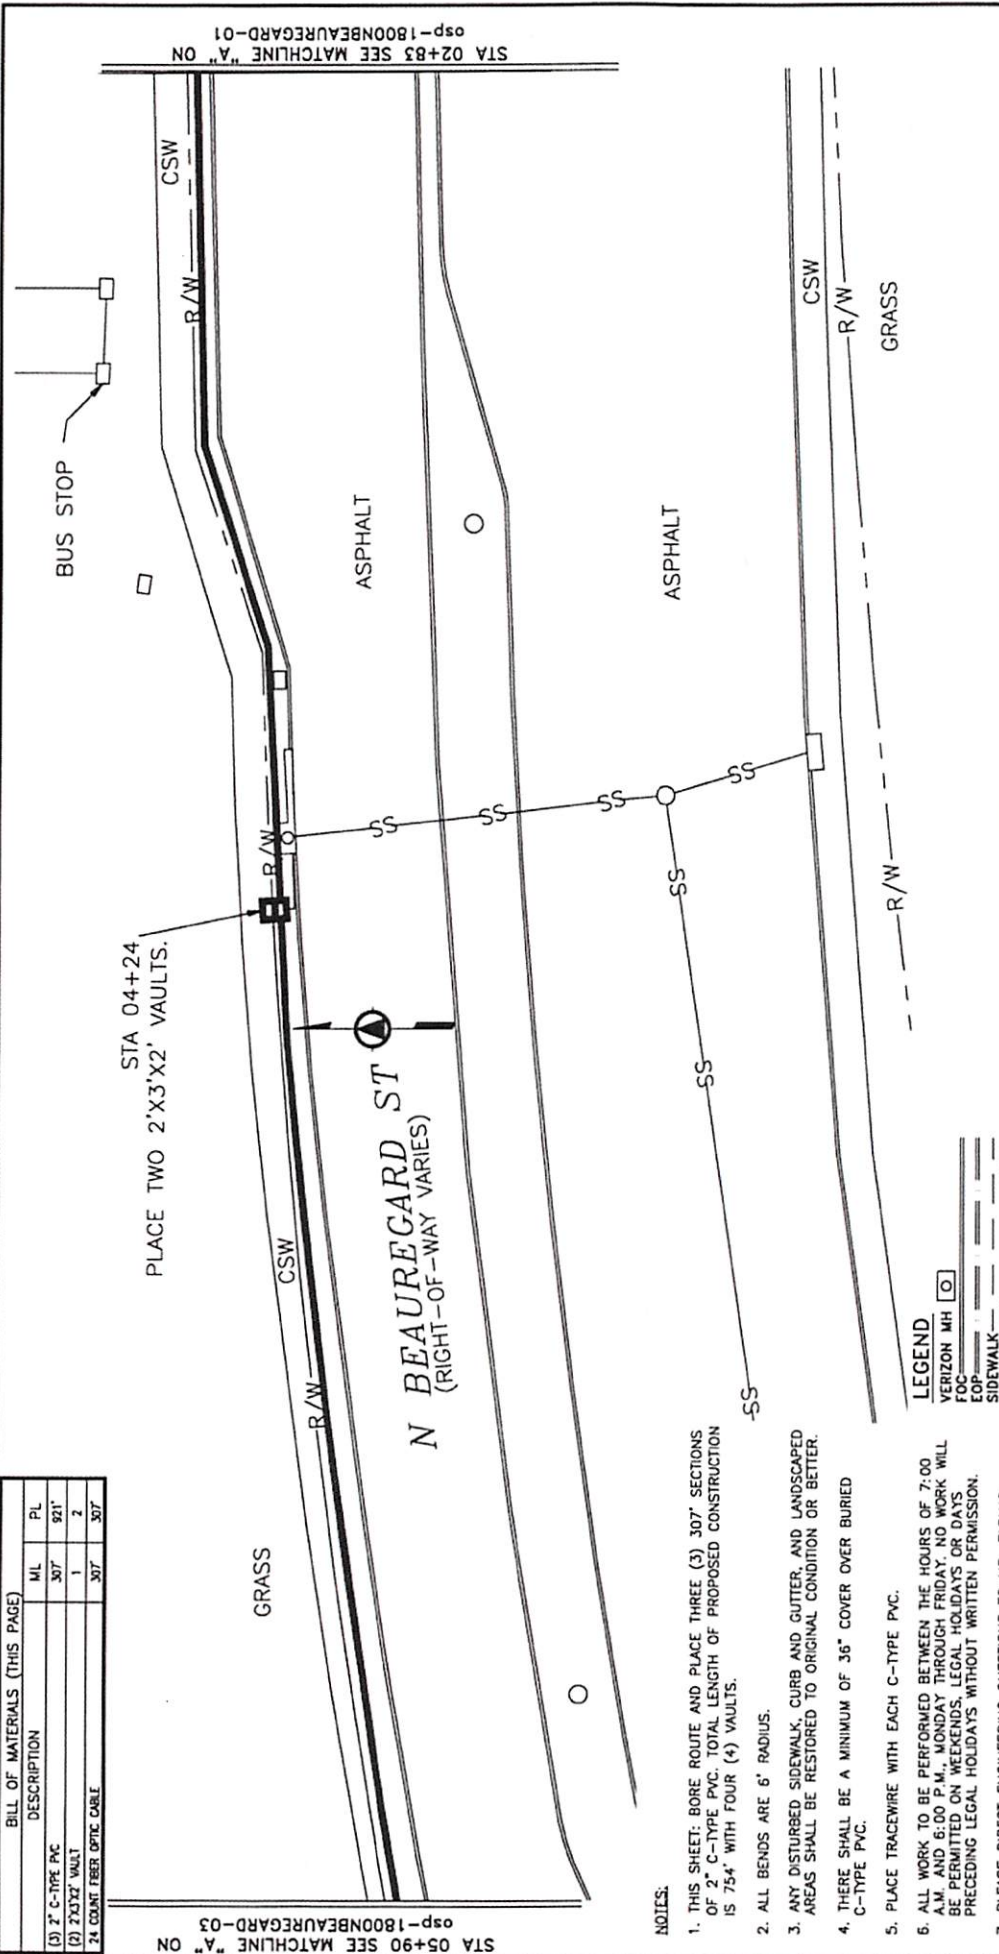 BILL OF MATERIALS (THIS PAGE)
DESCRIPTION ML PL
(3) 2" C-TYPE PVC 307' 921'
(2) 2'X3'X2' VAULT 1 2
24 COUNT FIBER OPTIC CABLE 307' 307'
STA 05+90 SEE MATCHLINE "A" ON
osp-1800NBEAUREGARD-03
STA 02+83 SEE MATCHLINE "A" ON
osp-1800NBEAUREGARD-01
GRASS
STA 04+24
PLACE TWO 2'X3'X2' VAULTS.
BUS STOP
CSW
R/W
CSW
R/W
R/W
N BEAUREGARD ST
(RIGHT-OF-WAY VARIES)
ASPHALT
ASPHALT
SS
SS
SS
SS
SS
SS
SS
CSW
R/W
R/W
GRASS
NOTES:
1. THIS SHEET: BORE ROUTE AND PLACE THREE (3) 307' SECTIONS
OF 2" C-TYPE PVC. TOTAL LENGTH OF PROPOSED CONSTRUCTION
IS 754' WITH FOUR (4) VAULTS.
2. ALL BENDS ARE 6' RADIUS.
3. ANY DISTURBED SIDEWALK, CURB AND GUTTER, AND LANDSCAPED
AREAS SHALL BE RESTORED TO ORIGINAL CONDITION OR BETTER.
4. THERE SHALL BE A MINIMUM OF 36" COVER OVER BURIED
C-TYPE PVC.
5. PLACE TRACEWIRE WITH EACH C-TYPE PVC.
6. ALL WORK TO BE PERFORMED BETWEEN THE HOURS OF 7:00
A.M. AND 6:00 P.M., MONDAY THROUGH FRIDAY. NO WORK WILL
BE PERMITTED ON WEEKENDS, LEGAL HOLIDAYS OR DAYS
PRECEDING LEGAL HOLIDAYS WITHOUT WRITTEN PERMISSION.
LEGEND
VERIZON MH
FOC
EOP
SIDEWALK